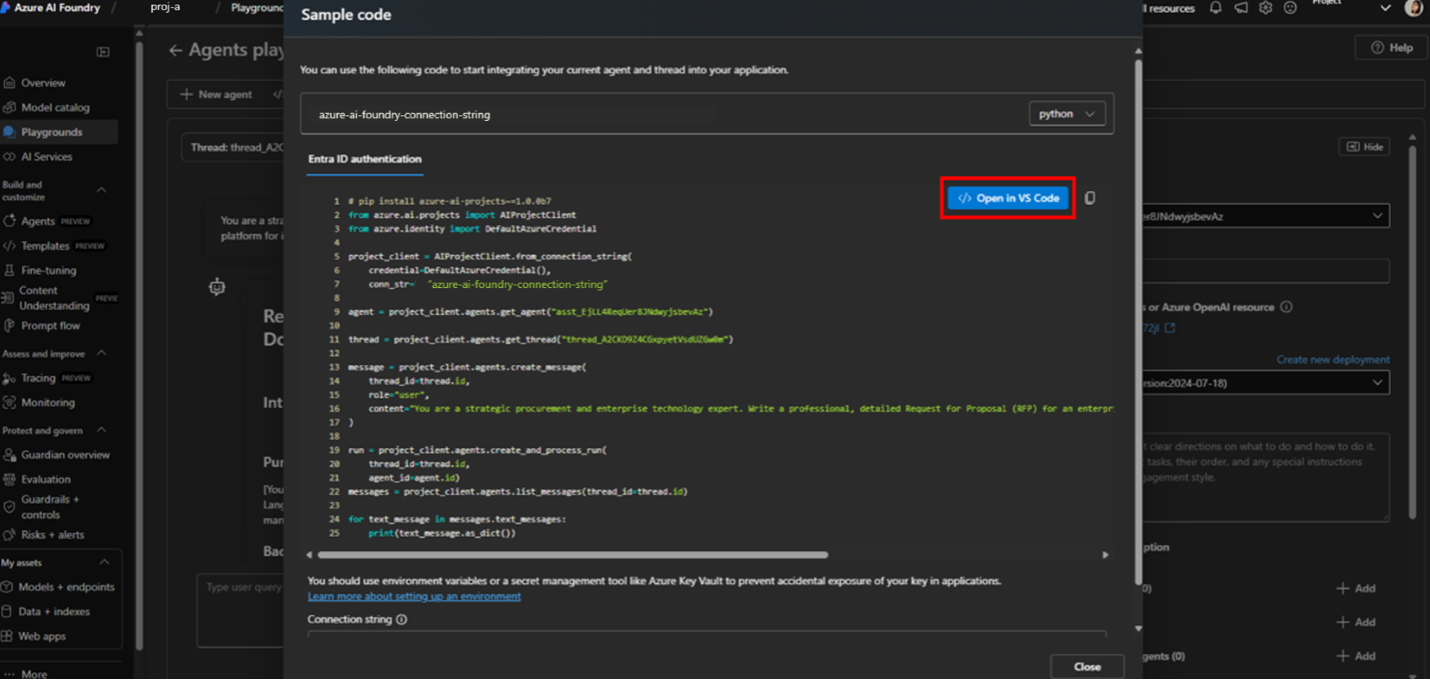 Azure AI Foundry / proj-a / Playgroun
resources
Project
Agents play
Help
New agent
Thread: thread_A2C
Hide
Overview
Model catalog
Playgrounds
AI Services
Build and
customize
Agents PREVIEW
Templates PREVIEW
Fine-tuning
Content
Understanding PREVIE
Prompt flow
Assess and improve
Tracing PREVIEW
Monitoring
Protect and govern
Guardian overview
Evaluation
Guardrails +
controls
Risks + alerts
My assets
Models + endpoints
Data + indexes
Web apps
... More
You are a stra
platform for i
Re
Do
Int
Pur
[You
Lang
man
Bac
Type user query
Sample code
You can use the following code to start integrating your current agent and thread into your application.
azure-ai-foundry-connection-string
python
Entra ID authentication
Open in VS Code
1 # pip install azure-ai-projects~=1.0.0b7
2 from azure.ai.projects import AIProjectClient
3 from azure.identity import DefaultAzureCredential
4
5 project_client = AIProjectClient.from_connection_string(
6 credential=DefaultAzureCredential(),
7 conn_str= "azure-ai-foundry-connection-string"
8
9 agent = project_client.agents.get_agent("asst_EjLL4ReqUer8JNdwyjsbevAz")
10
11 thread = project_client.agents.get_thread("thread_A2CKD9Z4CGxpyetVsdUZGw0m")
12
13 message = project_client.agents.create_message(
14 thread_id=thread.id,
15 role="user",
16 content="You are a strategic procurement and enterprise technology expert. Write a professional, detailed Request for Proposal (RFP) for an enterpr
17 )
18
19 run = project_client.agents.create_and_process_run(
20 thread_id=thread.id,
21 agent_id=agent.id)
22 messages = project_client.agents.list_messages(thread_id=thread.id)
23
24 for text_message in messages.text_messages:
25 print(text_message.as_dict())
You should use environment variables or a secret management tool like Azure Key Vault to prevent accidental exposure of your key in applications.
Learn more about setting up an environment
Connection string
Close
er8JNdwyjsbevAz
s or Azure OpenAI resource
72jl
Create new deployment
rsion:2024-07-18)
t clear directions on what to do and how to do it.
tasks, their order, and any special instructions
gagement style.
ption
0)
Add
Add
gents (0)
Add